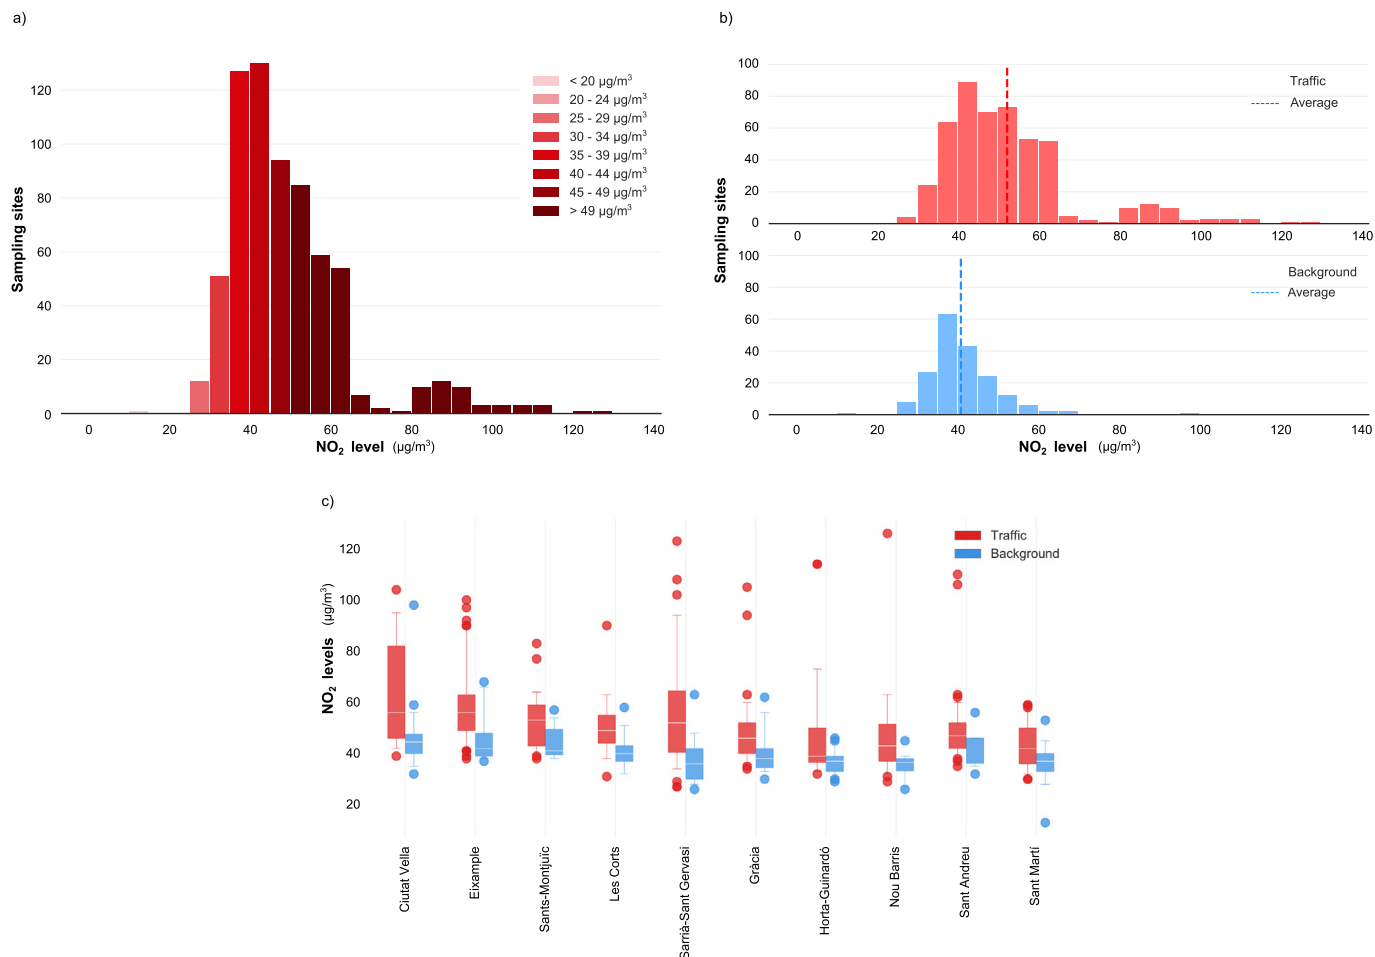 a)
120
100
80
60
40
20
0
Sampling sites
< 20 µg/m³
20 - 24 µg/m³
25 - 29 µg/m³
30 - 34 µg/m³
35 - 39 µg/m³
40 - 44 µg/m³
45 - 49 µg/m³
> 49 µg/m³
0 20 40 60 80 100 120 140
NO₂ level (µg/m³)
b)
Sampling sites
100
80
60
40
20
0
Traffic
Average
0 20 40 60 80 100 120 140
100
80
60
40
20
0
Background
Average
0 20 40 60 80 100 120 140
NO₂ level (µg/m³)
c)
NO₂ levels (µg/m³)
120
100
80
60
40
20
Traffic
Background
Ciutat Vella
Eixample
Sants-Montjuïc
Les Corts
Sarrià-Sant Gervasi
Gràcia
Horta-Guinardó
Nou Barris
Sant Andreu
Sant Martí